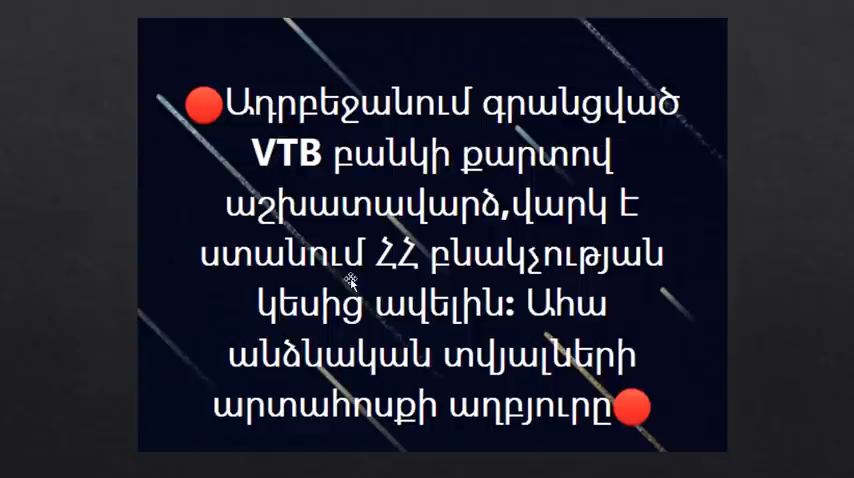 🔴Ադրբեջանում գրանցված
VTB բանկի քարտով
աշխատավարձ,վարկ է
ստանում ՀՀ բնակչության
կեսից ավելին: Ահա
անձնական տվյալների
արտահոսքի աղբյուրը🔴